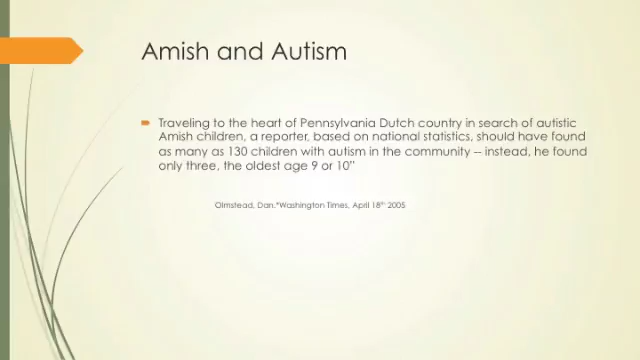 Amish and Autism
Traveling to the heart of Pennsylvania Dutch country in search of autistic
Amish children, a reporter, based on national statistics, should have found
as many as 130 children with autism in the community -- instead, he found
only three, the oldest age 9 or 10”
Olmstead, Dan.“Washington Times, April 18th 2005